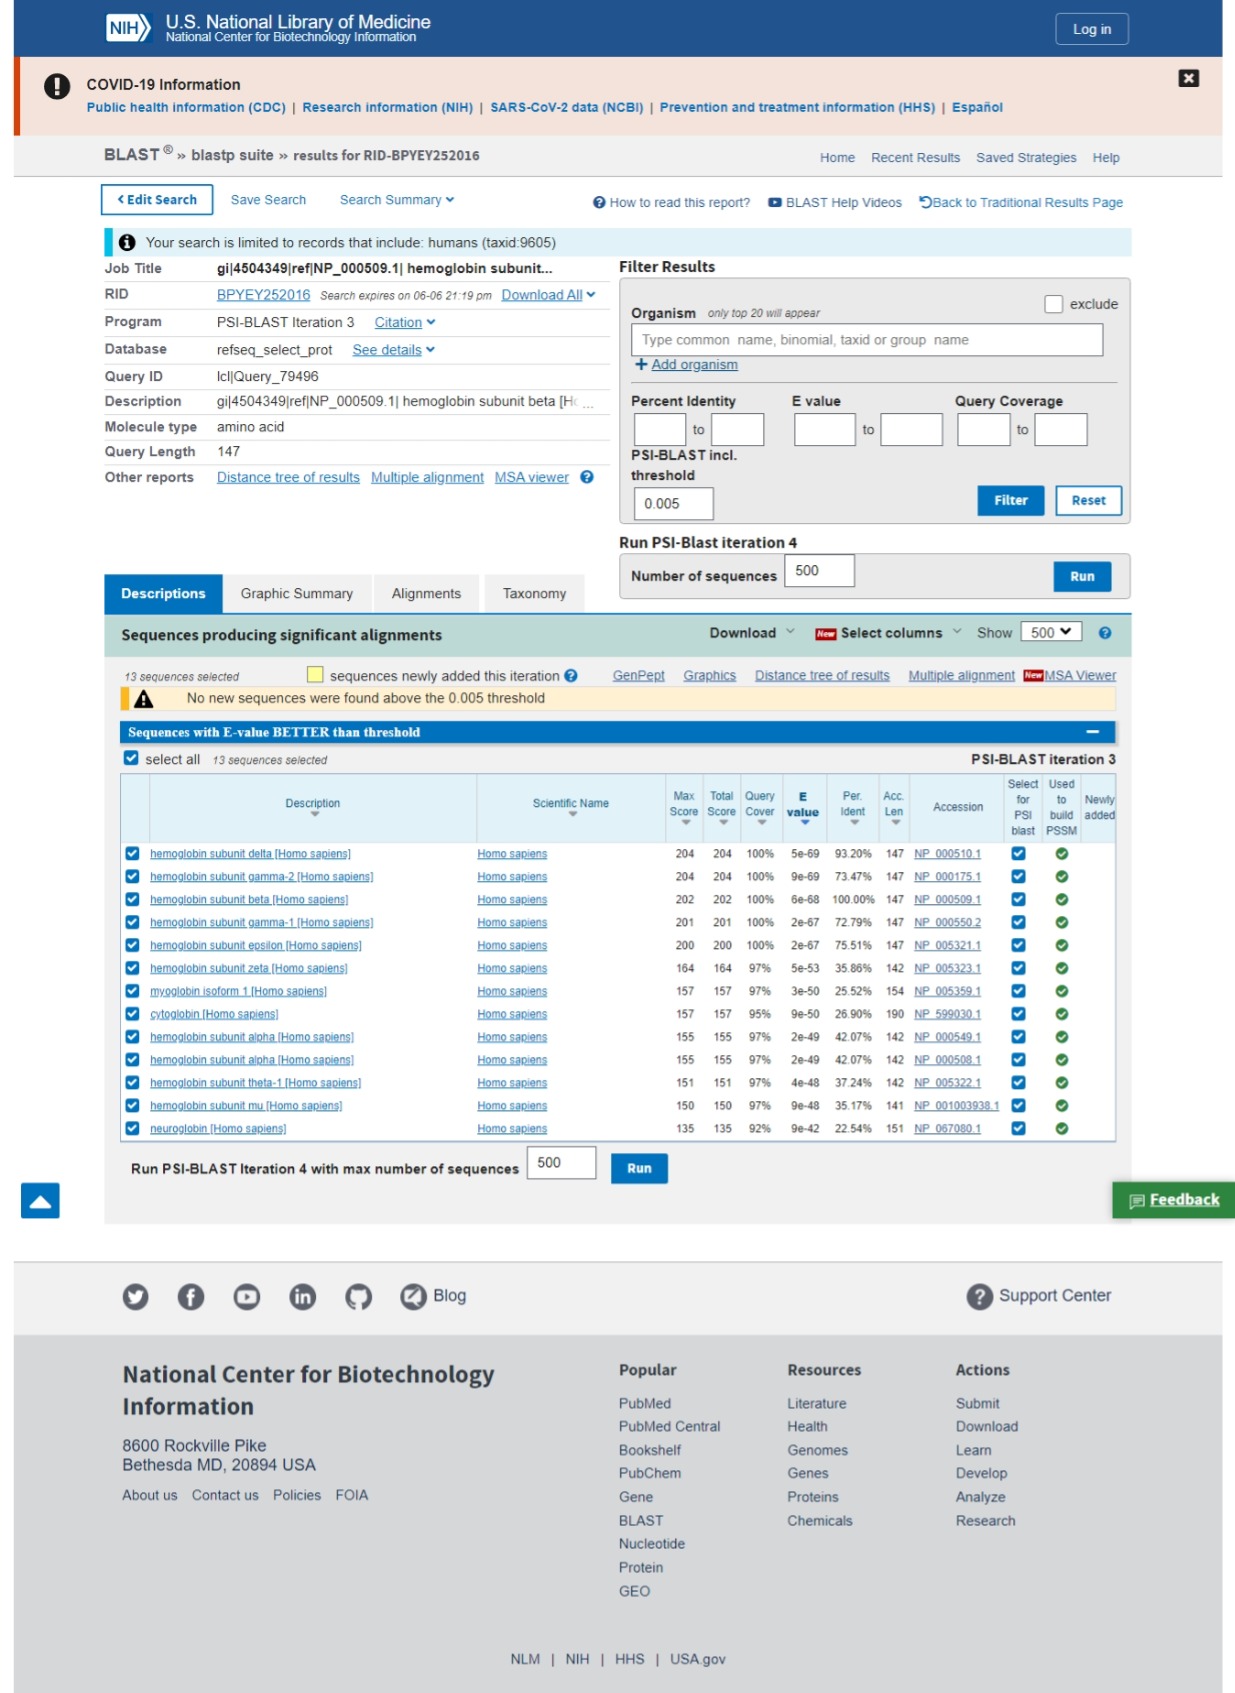 NIH U.S. National Library of Medicine
National Center for Biotechnology Information
Log in
COVID-19 Information
Public health information (CDC) | Research information (NIH) | SARS-CoV-2 data (NCBI) | Prevention and treatment information (HHS) | Español
BLAST ® » blastp suite » results for RID-BPYEY252016
Home Recent Results Saved Strategies Help
< Edit Search Save Search Search Summary
How to read this report? BLAST Help Videos Back to Traditional Results Page
Your search is limited to records that include: humans (taxid:9605)
Job Title gi|4504349|ref|NP_000509.1| hemoglobin subunit...
RID BPYEY252016 Search expires on 06-06 21:19 pm Download All
Program PSI-BLAST Iteration 3 Citation
Database refseq_select_prot See details
Query ID lcl|Query_79496
Description gi|4504349|ref|NP_000509.1| hemoglobin subunit beta [Ho ...
Molecule type amino acid
Query Length 147
Other reports Distance tree of results Multiple alignment MSA viewer
Filter Results
Organism only top 20 will appear exclude
Type common name, binomial, taxid or group name
+ Add organism
Percent Identity E value Query Coverage
to to to
PSI-BLAST incl.
threshold
0.005
Filter Reset
Run PSI-Blast iteration 4
Number of sequences 500 Run
Descriptions Graphic Summary Alignments Taxonomy
Sequences producing significant alignments Download New Select columns Show 500
13 sequences selected sequences newly added this iteration GenPept Graphics Distance tree of results Multiple alignment New MSA Viewer
No new sequences were found above the 0.005 threshold
Sequences with E-value BETTER than threshold
select all 13 sequences selected PSI-BLAST iteration 3
Description Scientific Name Max Score Total Score Query Cover E value Per. Ident Acc. Len Accession Select for PSI blast Used to build PSSM Newly added
hemoglobin subunit delta [Homo sapiens] Homo sapiens 204 204 100% 5e-69 93.20% 147 NP_000510.1
hemoglobin subunit gamma-2 [Homo sapiens] Homo sapiens 204 204 100% 9e-69 73.47% 147 NP_000175.1
hemoglobin subunit beta [Homo sapiens] Homo sapiens 202 202 100% 6e-68 100.00% 147 NP_000509.1
hemoglobin subunit gamma-1 [Homo sapiens] Homo sapiens 201 201 100% 2e-67 72.79% 147 NP_000550.2
hemoglobin subunit epsilon [Homo sapiens] Homo sapiens 200 200 100% 2e-67 75.51% 147 NP_005321.1
hemoglobin subunit zeta [Homo sapiens] Homo sapiens 164 164 97% 5e-53 35.86% 142 NP_005323.1
myoglobin isoform 1 [Homo sapiens] Homo sapiens 157 157 97% 3e-50 25.52% 154 NP_005359.1
cytoglobin [Homo sapiens] Homo sapiens 157 157 95% 9e-50 26.90% 190 NP_599030.1
hemoglobin subunit alpha [Homo sapiens] Homo sapiens 155 155 97% 2e-49 42.07% 142 NP_000549.1
hemoglobin subunit alpha [Homo sapiens] Homo sapiens 155 155 97% 2e-49 42.07% 142 NP_000508.1
hemoglobin subunit theta-1 [Homo sapiens] Homo sapiens 151 151 97% 4e-48 37.24% 142 NP_005322.1
hemoglobin subunit mu [Homo sapiens] Homo sapiens 150 150 97% 9e-48 35.17% 141 NP_001003938.1
neuroglobin [Homo sapiens] Homo sapiens 135 135 92% 9e-42 22.54% 151 NP_067080.1
Run PSI-BLAST Iteration 4 with max number of sequences 500 Run
Feedback
Blog
Support Center
National Center for Biotechnology
Information
8600 Rockville Pike
Bethesda MD, 20894 USA
About us Contact us Policies FOIA
Popular
PubMed
PubMed Central
Bookshelf
PubChem
Gene
BLAST
Nucleotide
Protein
GEO
Resources
Literature
Health
Genomes
Genes
Proteins
Chemicals
Actions
Submit
Download
Learn
Develop
Analyze
Research
NLM | NIH | HHS | USA.gov